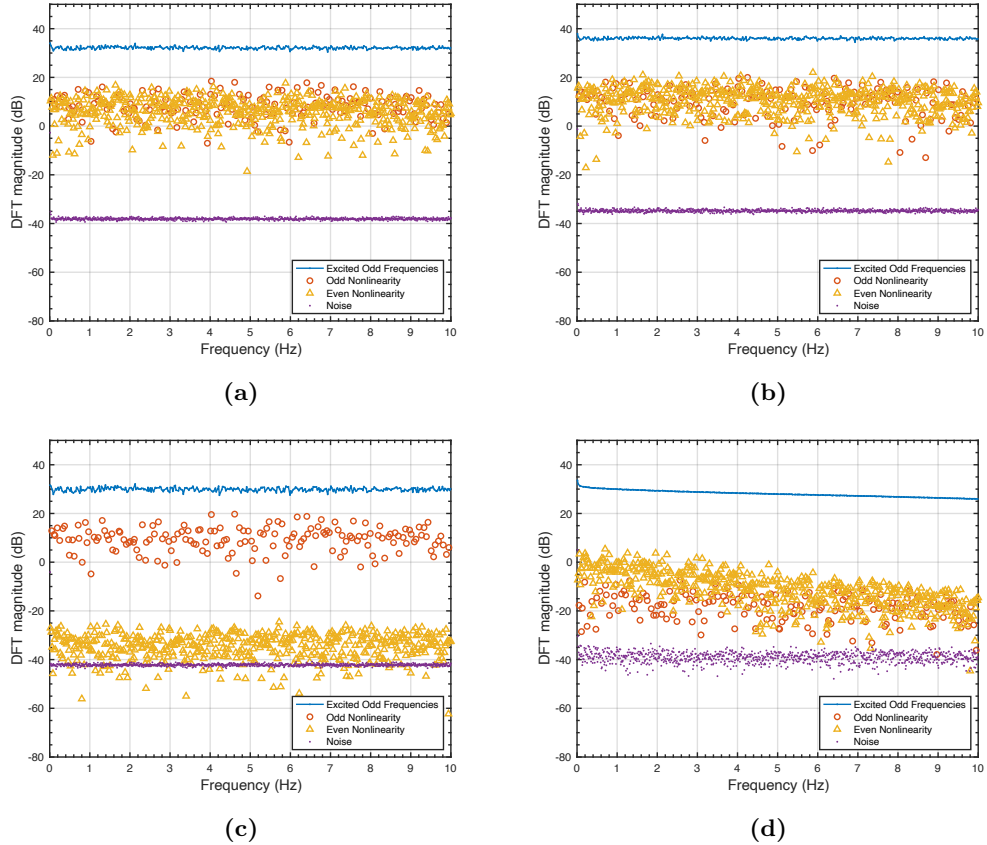 40
20
0
-20
-40
-60
-80
DFT magnitude (dB)
Excited Odd Frequencies
Odd Nonlinearity
Even Nonlinearity
Noise
0 1 2 3 4 5 6 7 8 9 10
Frequency (Hz)
(a)
40
20
0
-20
-40
-60
-80
DFT magnitude (dB)
Excited Odd Frequencies
Odd Nonlinearity
Even Nonlinearity
Noise
0 1 2 3 4 5 6 7 8 9 10
Frequency (Hz)
(b)
40
20
0
-20
-40
-60
-80
DFT magnitude (dB)
Excited Odd Frequencies
Odd Nonlinearity
Even Nonlinearity
Noise
0 1 2 3 4 5 6 7 8 9 10
Frequency (Hz)
(c)
40
20
0
-20
-40
-60
-80
DFT magnitude (dB)
Excited Odd Frequencies
Odd Nonlinearity
Even Nonlinearity
Noise
0 1 2 3 4 5 6 7 8 9 10
Frequency (Hz)
(d)